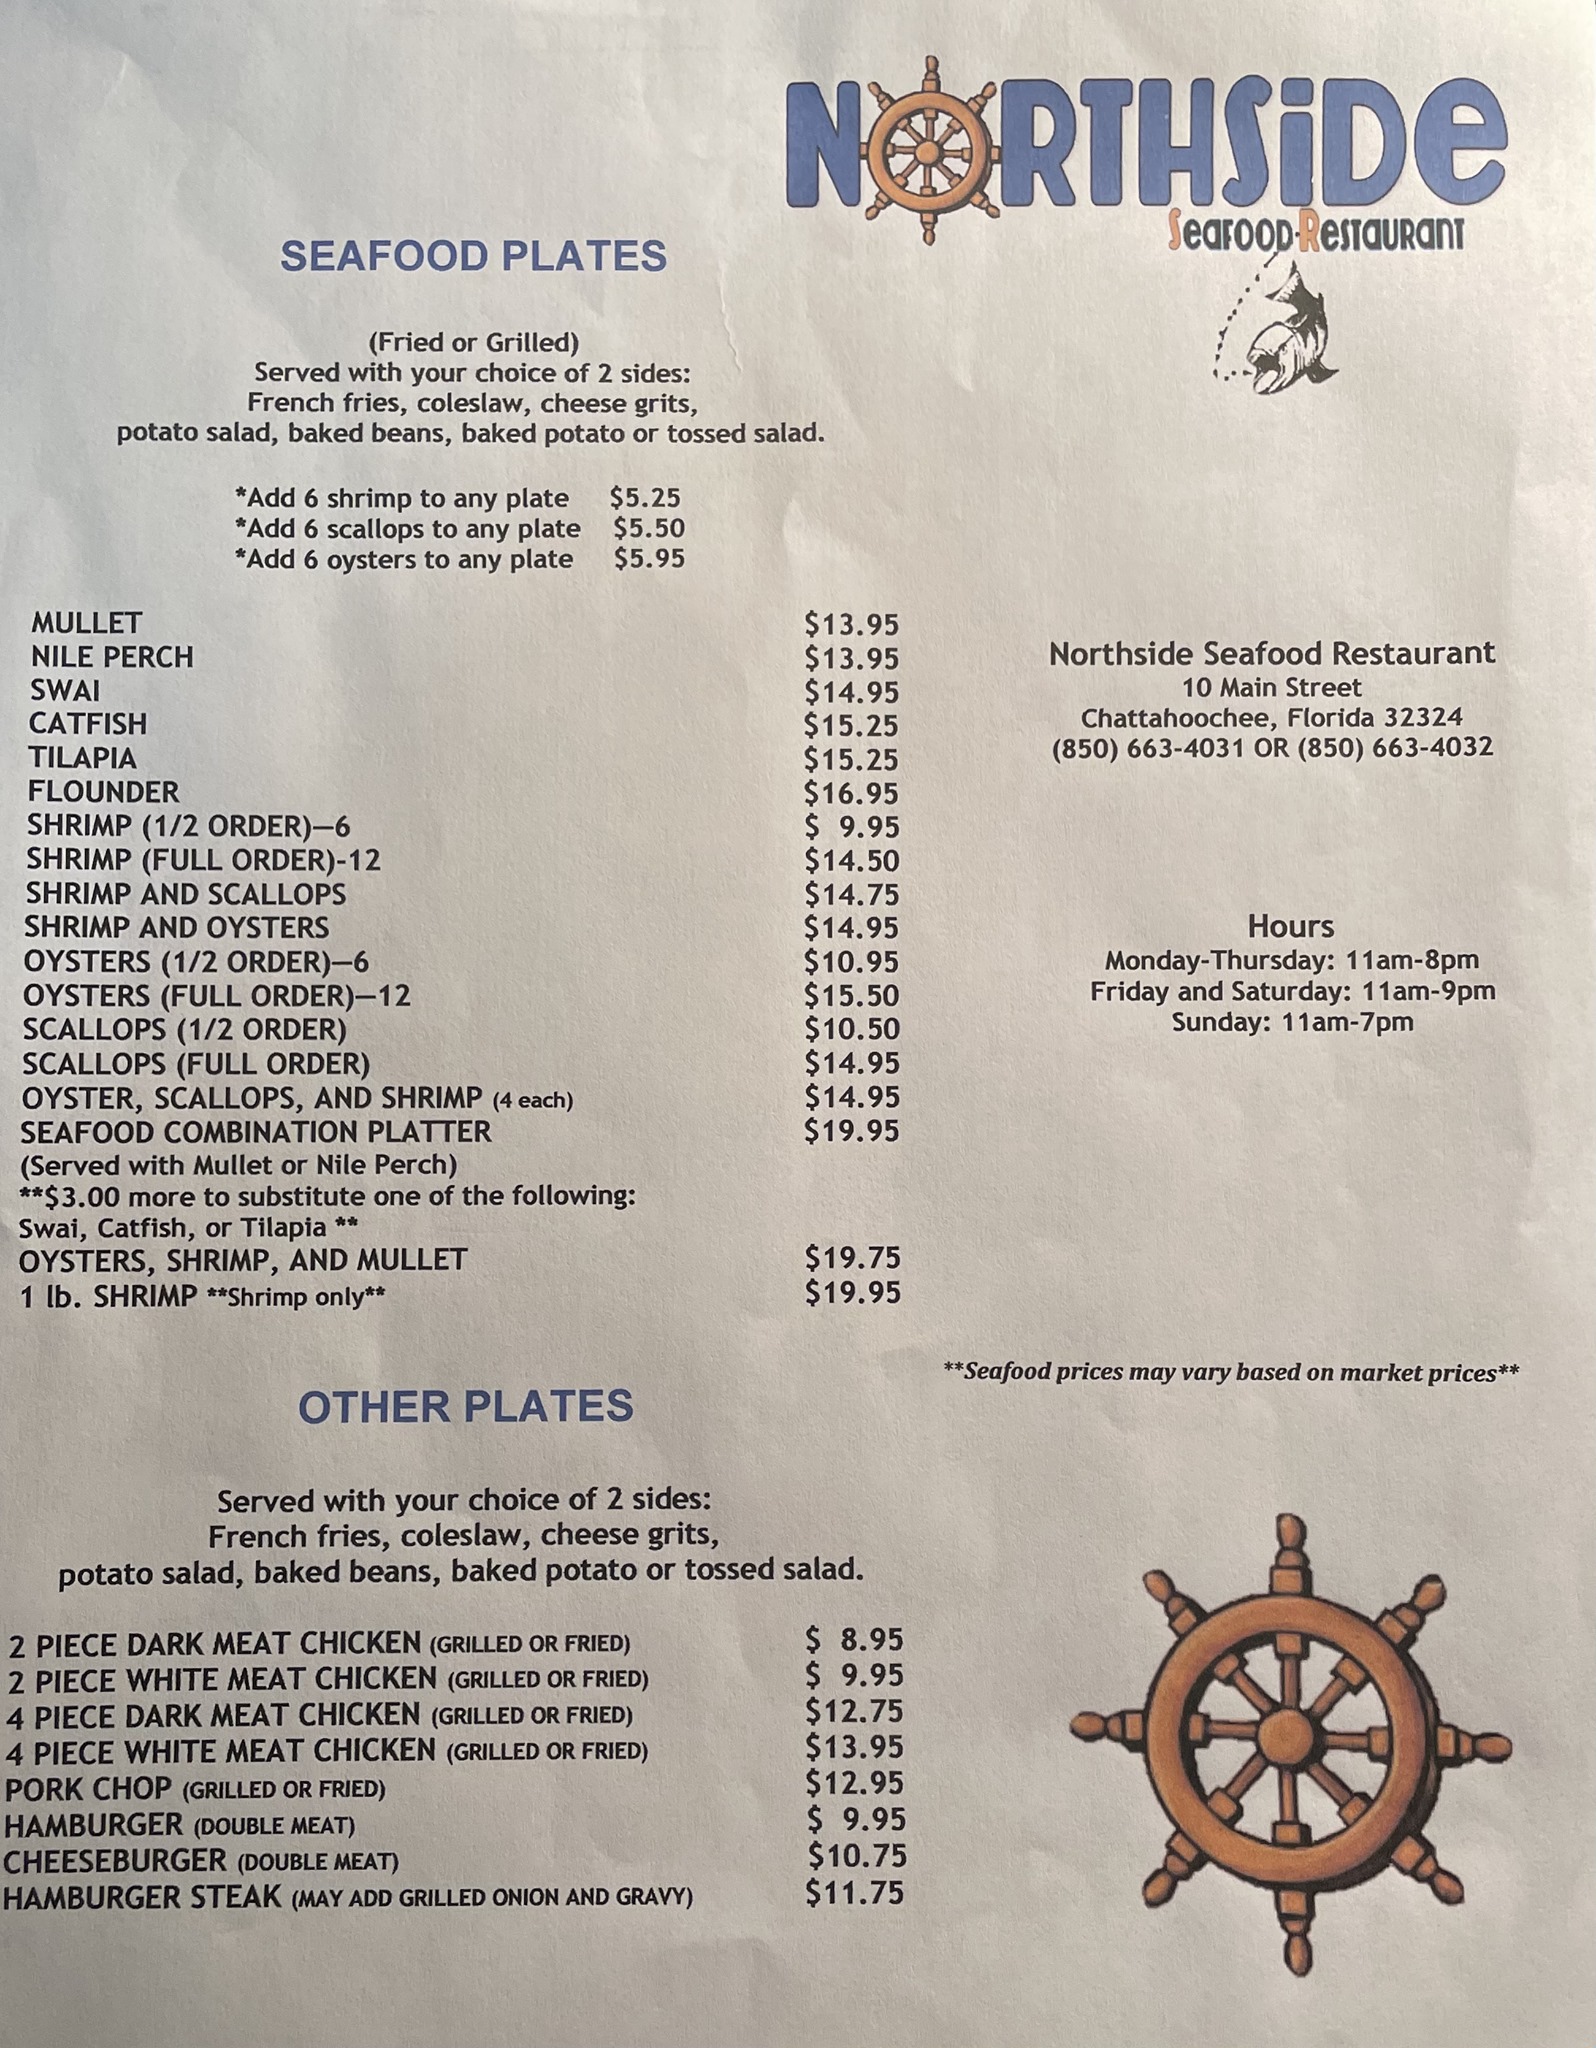 NORTHSiDe
Seafood Restaurant
SEAFOOD PLATES
(Fried or Grilled)
Served with your choice of 2 sides:
French fries, coleslaw, cheese grits,
potato salad, baked beans, baked potato or tossed salad.
*Add 6 shrimp to any plate $5.25
*Add 6 scallops to any plate $5.50
*Add 6 oysters to any plate $5.95
MULLET $13.95
NILE PERCH $13.95
SWAI $14.95
CATFISH $15.25
TILAPIA $15.25
FLOUNDER $16.95
SHRIMP (1/2 ORDER)—6 $ 9.95
SHRIMP (FULL ORDER)-12 $14.50
SHRIMP AND SCALLOPS $14.75
SHRIMP AND OYSTERS $14.95
OYSTERS (1/2 ORDER)—6 $10.95
OYSTERS (FULL ORDER)—12 $15.50
SCALLOPS (1/2 ORDER) $10.50
SCALLOPS (FULL ORDER) $14.95
OYSTER, SCALLOPS, AND SHRIMP (4 each) $14.95
SEAFOOD COMBINATION PLATTER $19.95
(Served with Mullet or Nile Perch)
**$3.00 more to substitute one of the following:
Swai, Catfish, or Tilapia **
OYSTERS, SHRIMP, AND MULLET $19.75
1 lb. SHRIMP **Shrimp only** $19.95
Northside Seafood Restaurant
10 Main Street
Chattahoochee, Florida 32324
(850) 663-4031 OR (850) 663-4032
Hours
Monday-Thursday: 11am-8pm
Friday and Saturday: 11am-9pm
Sunday: 11am-7pm
**Seafood prices may vary based on market prices**
OTHER PLATES
Served with your choice of 2 sides:
French fries, coleslaw, cheese grits,
potato salad, baked beans, baked potato or tossed salad.
2 PIECE DARK MEAT CHICKEN (GRILLED OR FRIED) $ 8.95
2 PIECE WHITE MEAT CHICKEN (GRILLED OR FRIED) $ 9.95
4 PIECE DARK MEAT CHICKEN (GRILLED OR FRIED) $12.75
4 PIECE WHITE MEAT CHICKEN (GRILLED OR FRIED) $13.95
PORK CHOP (GRILLED OR FRIED) $12.95
HAMBURGER (DOUBLE MEAT) $ 9.95
CHEESEBURGER (DOUBLE MEAT) $10.75
HAMBURGER STEAK (MAY ADD GRILLED ONION AND GRAVY) $11.75